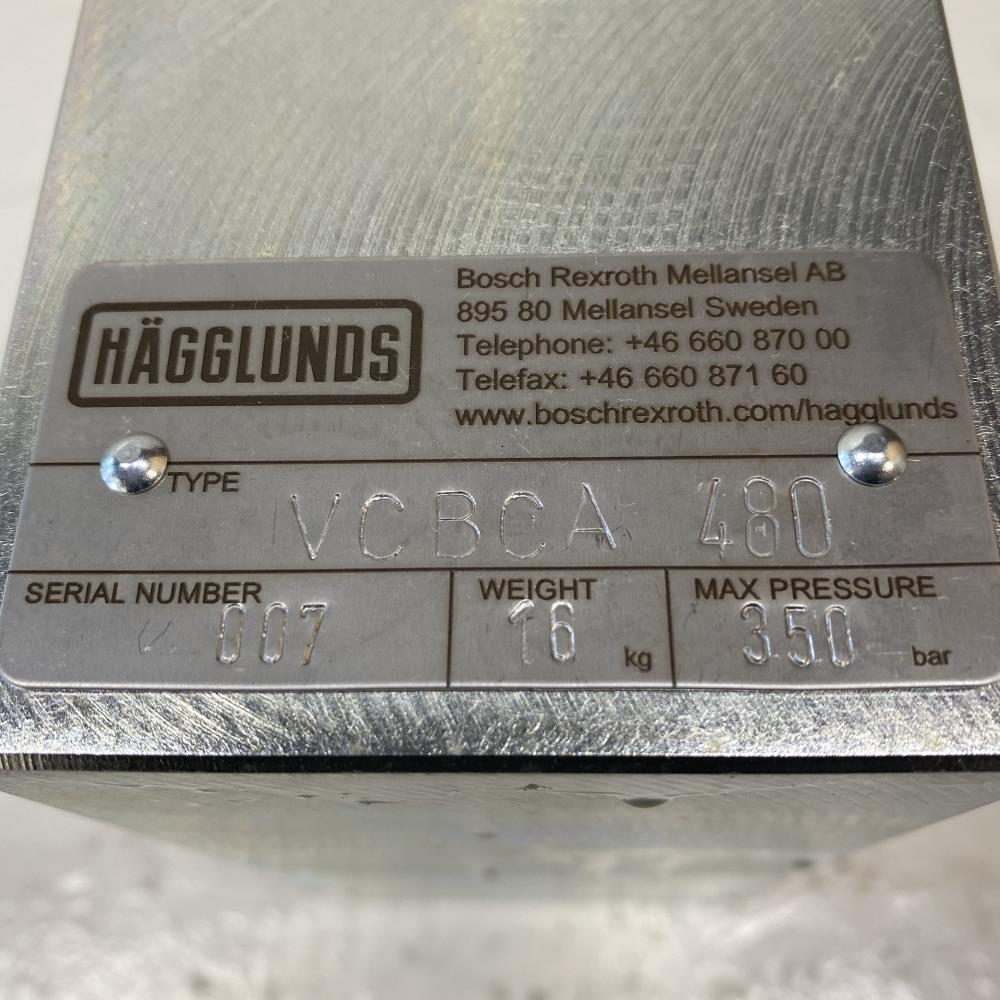 HÄGGLUNDS
Bosch Rexroth Mellansel AB
895 80 Mellansel Sweden
Telephone: +46 660 870 00
Telefax: +46 660 871 60
www.boschrexroth.com/hagglunds
TYPE VCBCA 480
SERIAL NUMBER
007
WEIGHT
16 kg
MAX PRESSURE
350 bar